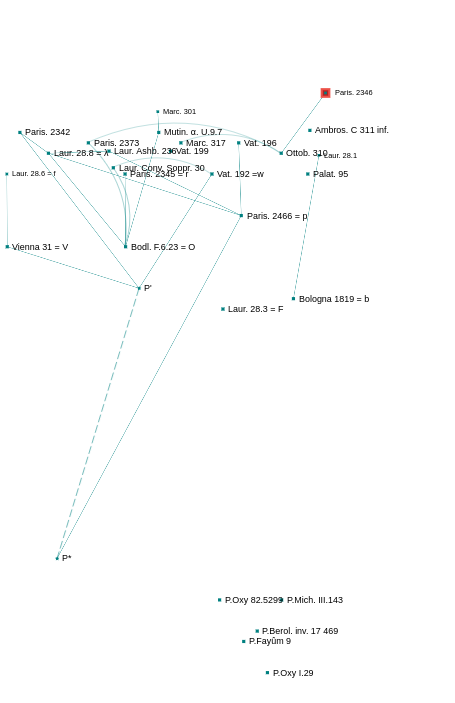 Paris. 2346
Marc. 301
Ambros. C 311 inf.
Paris. 2342
Mutin. α. U.9.7
Paris. 2373
Marc. 317
Vat. 196
Laur. 28.8 =
Laur. Ashb. 236
Vat. 199
Ottob. 310
Laur. 28.1
Laur. Conv. Soppr. 30
Laur. 28.6 = f
Paris. 2345 = r
Vat. 192 =w
Palat. 95
Paris. 2466 = p
Vienna 31 = V
Bodl. F.6.23 = O
P'
Bologna 1819 = b
Laur. 28.3 = F
P*
P.Oxy 82.5299
P.Mich. III.143
P.Berol. inv. 17 469
P.Fayûm 9
P.Oxy I.29